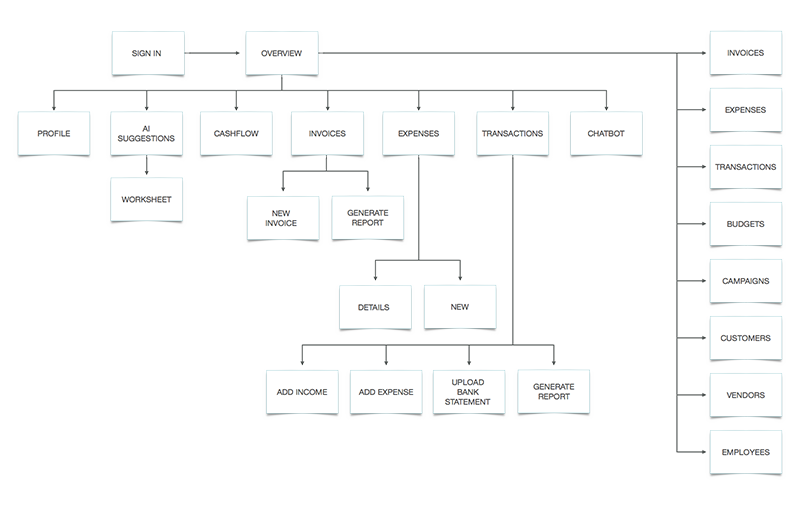 SIGN IN
OVERVIEW
INVOICES
EXPENSES
TRANSACTIONS
BUDGETS
CAMPAIGNS
CUSTOMERS
VENDORS
EMPLOYEES
PROFILE
AI
SUGGESTIONS
CASHFLOW
INVOICES
EXPENSES
TRANSACTIONS
CHATBOT
WORKSHEET
NEW
INVOICE
GENERATE
REPORT
DETAILS
NEW
ADD INCOME
ADD EXPENSE
UPLOAD
BANK
STATEMENT
GENERATE
REPORT